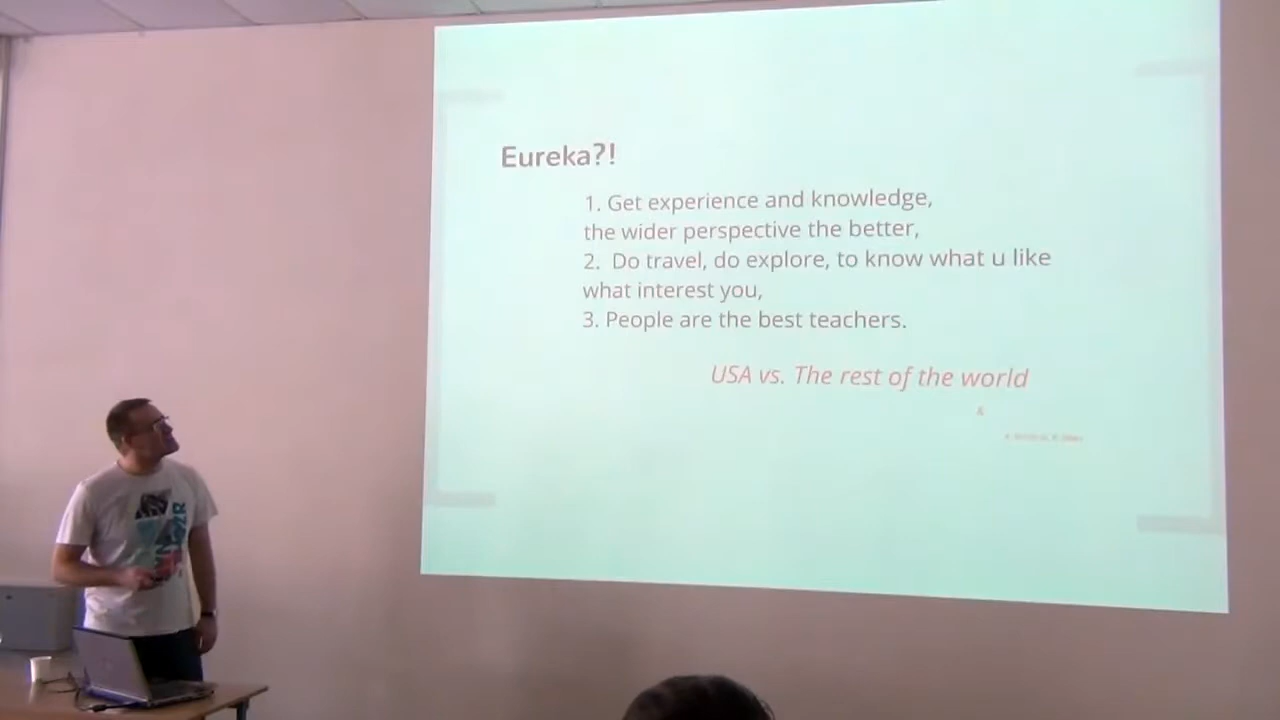 Eureka?!
1. Get experience and knowledge,
the wider perspective the better,
2. Do travel, do explore, to know what u like
what interest you,
3. People are the best teachers.
USA vs. The rest of the world
&